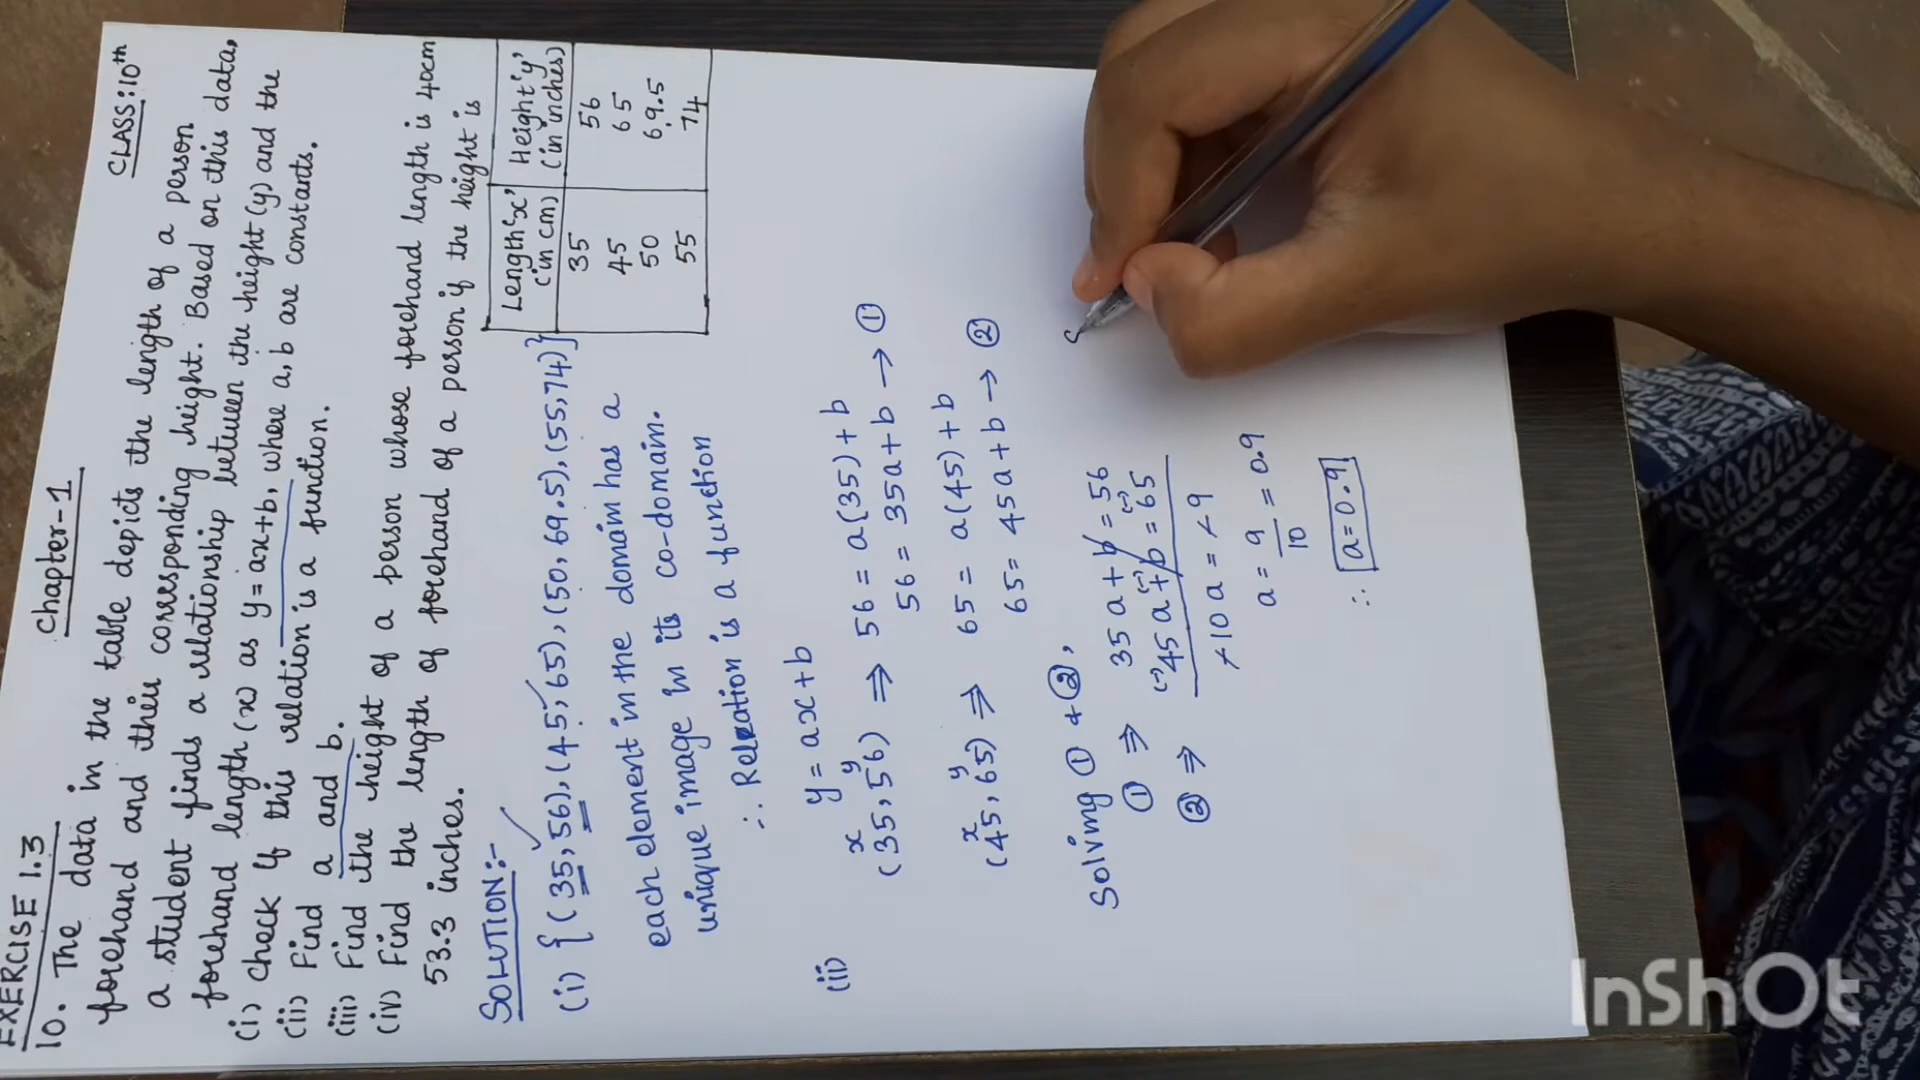 EXERCISE 1.3 Chapter-1 CLASS:10th
10. The data in the table depicts the length of a person
forehand and their corresponding height. Based on this data,
a student finds a relationship between the height (y) and the
forehand length (x) as y = ax+b, where a, b are constants.
(i) check if this relation is a function.
(ii) Find a and b.
(iii) Find the height of a person whose forehand length is 40cm
(iv) Find the length of forehand of a person if the height is
53.3 inches.
Length 'x' (in cm) Height 'y' (in inches)
35 56
45 65
50 69.5
55 74
SOLUTION:-
(i) {(35,56),(45,65),(50,69.5),(55,74)}
each element in the domain has a
unique image in its co-domain.
∴ Relation is a function
(ii) y = ax+b
x y
(35,56) ⇒ 56 = a(35)+b
56 = 35a+b → ①
x y
(45,65) ⇒ 65 = a(45)+b
65 = 45a+b → ②
Solving ① + ②,
① ⇒ 35a+b = 56
② ⇒ (-)45a+(-)b = (-)65
-10a = -9
a = 9/10 = 0.9
∴ a = 0.9
InShOt